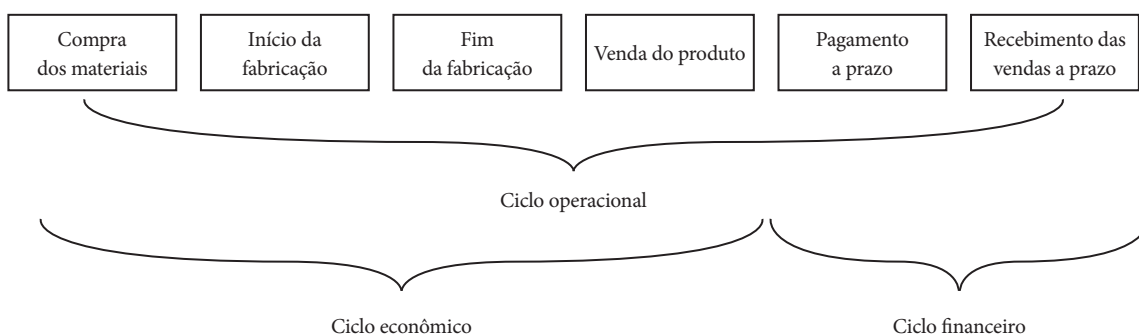 Compra
dos materiais
Início da
fabricação
Fim
da fabricação
Venda do produto
Pagamento
a prazo
Recebimento das
vendas a prazo
Ciclo operacional
Ciclo econômico
Ciclo financeiro